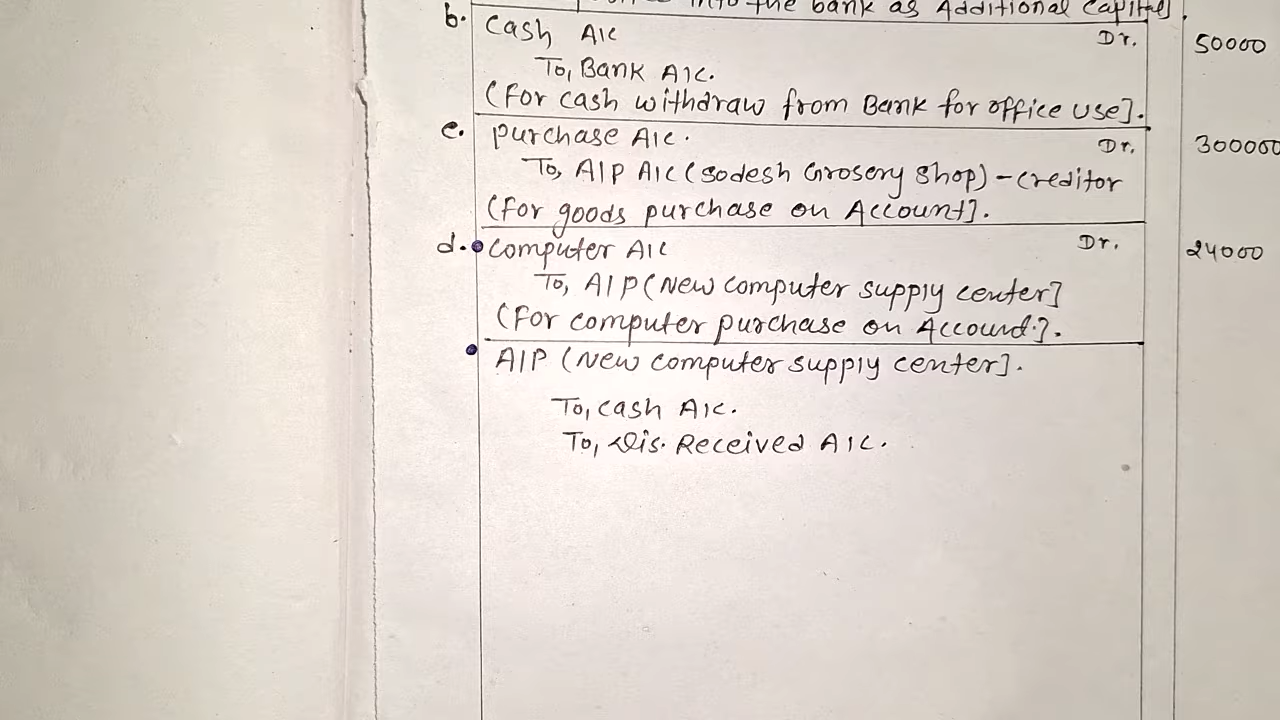 into the bank as Additional Capital].
b. Cash A/c Dr. 50000
To, Bank A/c.
(For cash withdraw from Bank for office use].
c. purchase A/c. Dr. 300000
To, A/P A/c (sodesh Grosery shop) - creditor
(for goods purchase on Account].
d. computer A/c Dr. 24000
To, A/P (New computer supply center]
(For computer purchase on Account.].
A/P (New computer supply center].
To, cash A/c.
To, Dis. Received A/c.